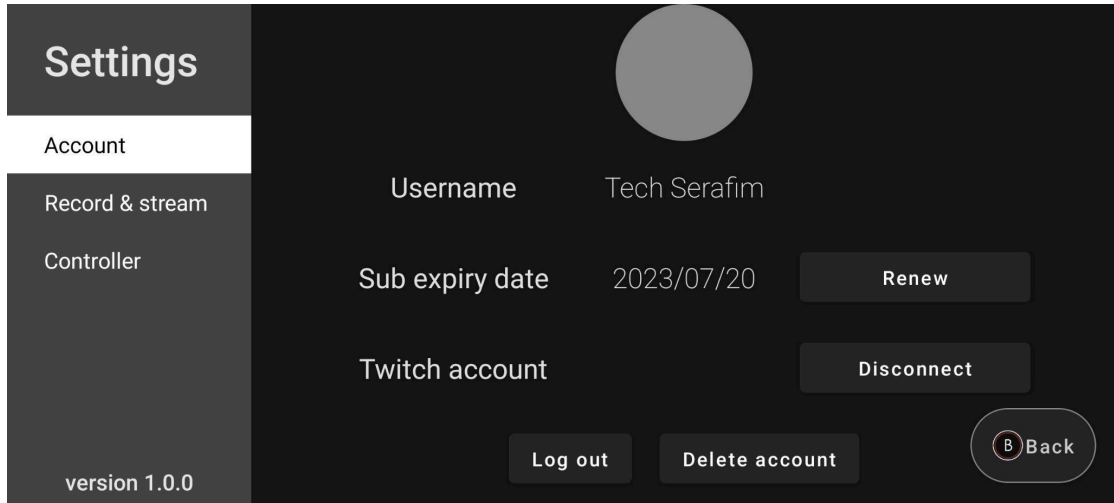 Settings
Account
Record & stream
Controller
version 1.0.0
Username Tech Serafim
Sub expiry date 2023/07/20 Renew
Twitch account Disconnect
Log out Delete account
B Back